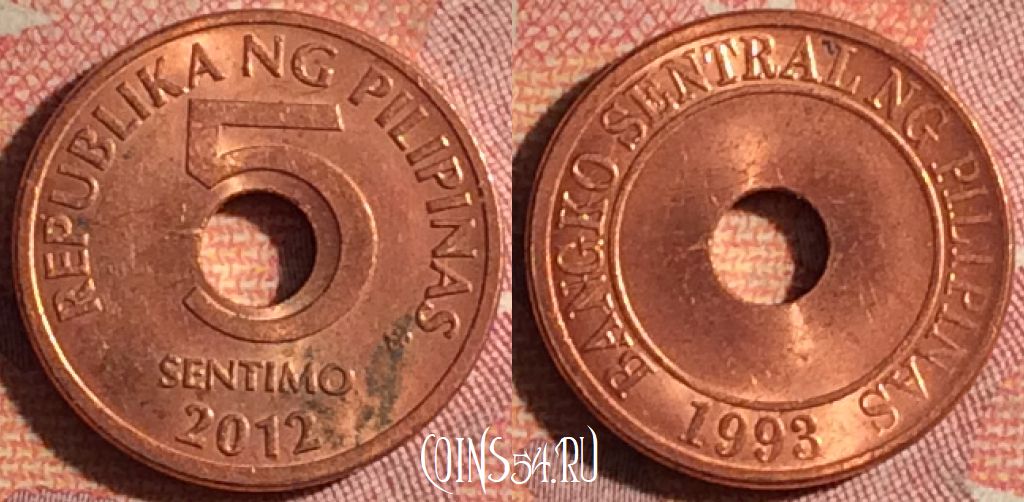 REPUBLIKA NG PILIPINAS
5
SENTIMO
2012
BANGKO SENTRAL NG PILIPINAS
1993
COINS54.RU